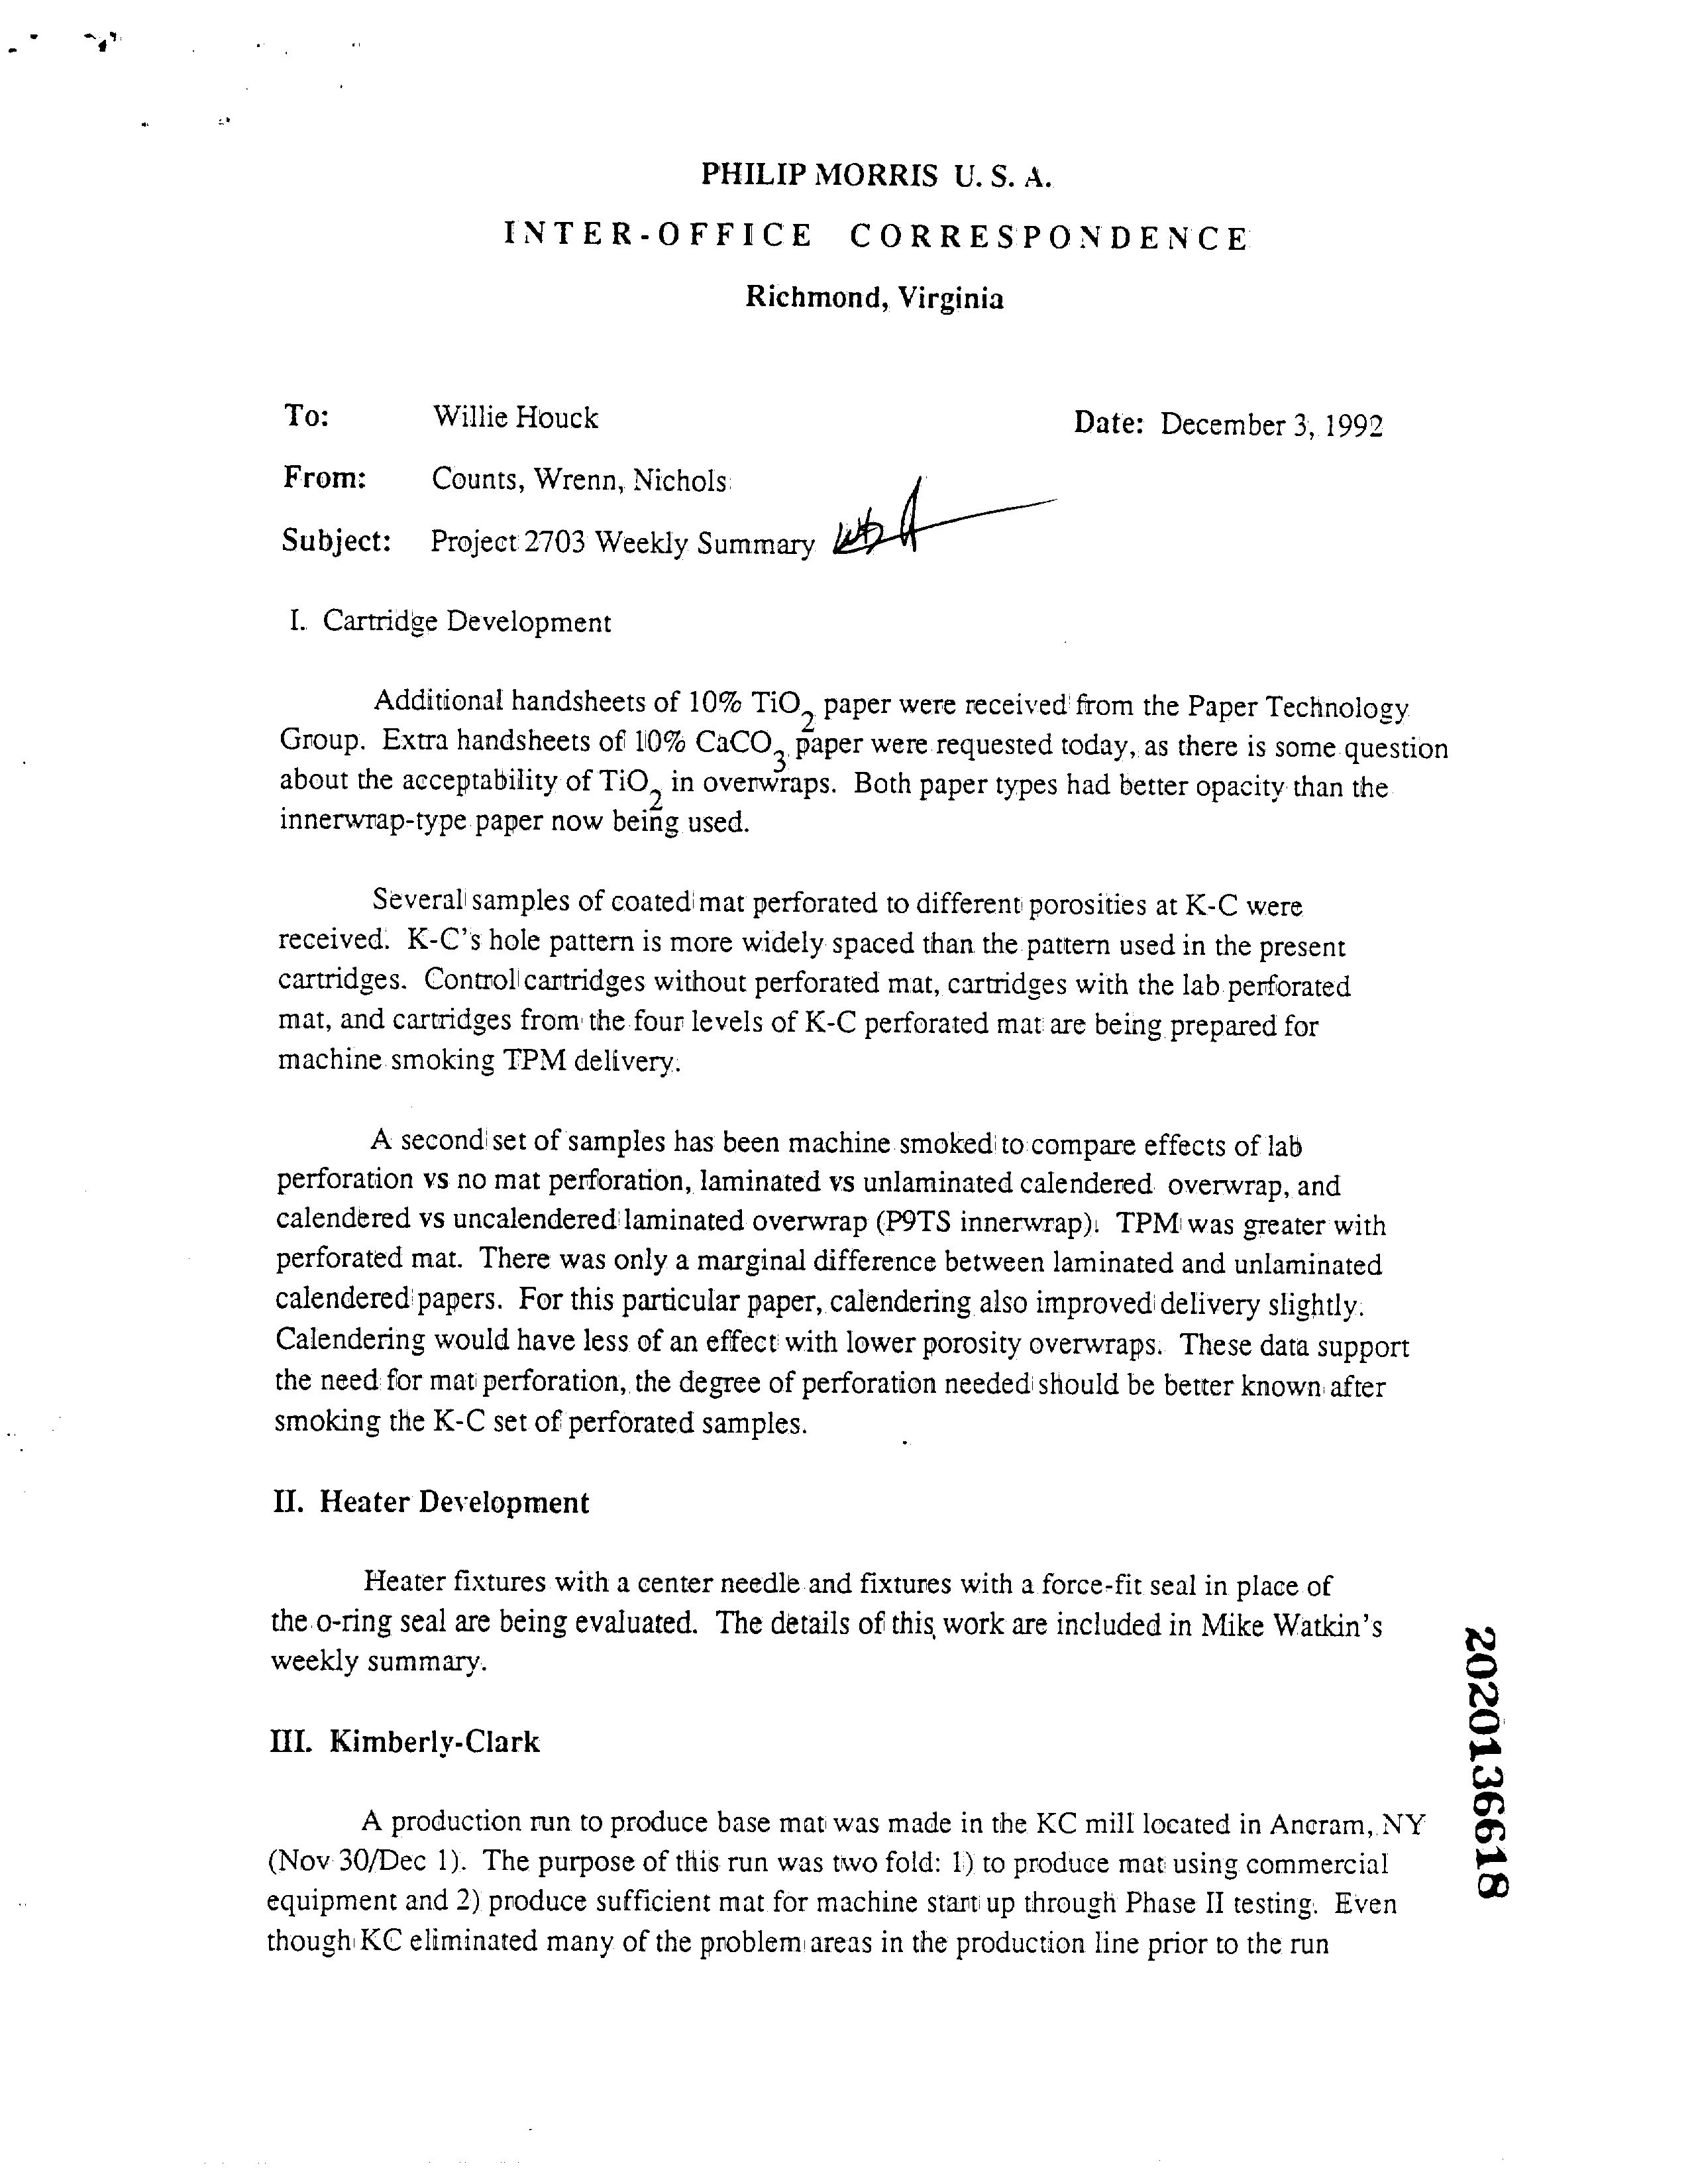 PHILIP MORRIS U. S. A.
INTER-OFFICE CORRESPONDENCE
Richmond, Virginia
To: Willie Houck Date: December 3, 1992
From: Counts, Wrenn, Nichols
Subject: Project 2703 Weekly Summary
I. Cartridge Development
Additional handsheets of 10% TiO2 paper were received from the Paper Technology
Group. Extra handsheets of 10% CaCO3 paper were requested today, as there is some question
about the acceptability of TiO2 in overwraps. Both paper types had better opacity than the
innerwrap-type paper now being used.
Several samples of coated mat perforated to different porosities at K-C were
received. K-C's hole pattern is more widely spaced than the pattern used in the present
cartridges. Control cartridges without perforated mat, cartridges with the lab perforated
mat, and cartridges from the four levels of K-C perforated mat are being prepared for
machine smoking TPM delivery.
A second set of samples has been machine smoked to compare effects of lab
perforation vs no mat perforation, laminated vs unlaminated calendered overwrap, and
calendered vs uncalendered laminated overwrap (P9TS innerwrap). TPM was greater with
perforated mat. There was only a marginal difference between laminated and unlaminated
calendered papers. For this particular paper, calendering also improved delivery slightly.
Calendering would have less of an effect with lower porosity overwraps. These data support
the need for mat perforation, the degree of perforation needed should be better known after
smoking the K-C set of perforated samples.
II. Heater Development
Heater fixtures with a center needle and fixtures with a force-fit seal in place of
the o-ring seal are being evaluated. The details of this work are included in Mike Watkin's
weekly summary.
III. Kimberly-Clark
A production run to produce base mat was made in the KC mill located in Ancram, NY
(Nov 30/Dec 1). The purpose of this run was two fold: 1) to produce mat using commercial
equipment and 2) produce sufficient mat for machine start up through Phase II testing. Even
though KC eliminated many of the problem areas in the production line prior to the run
2020136618